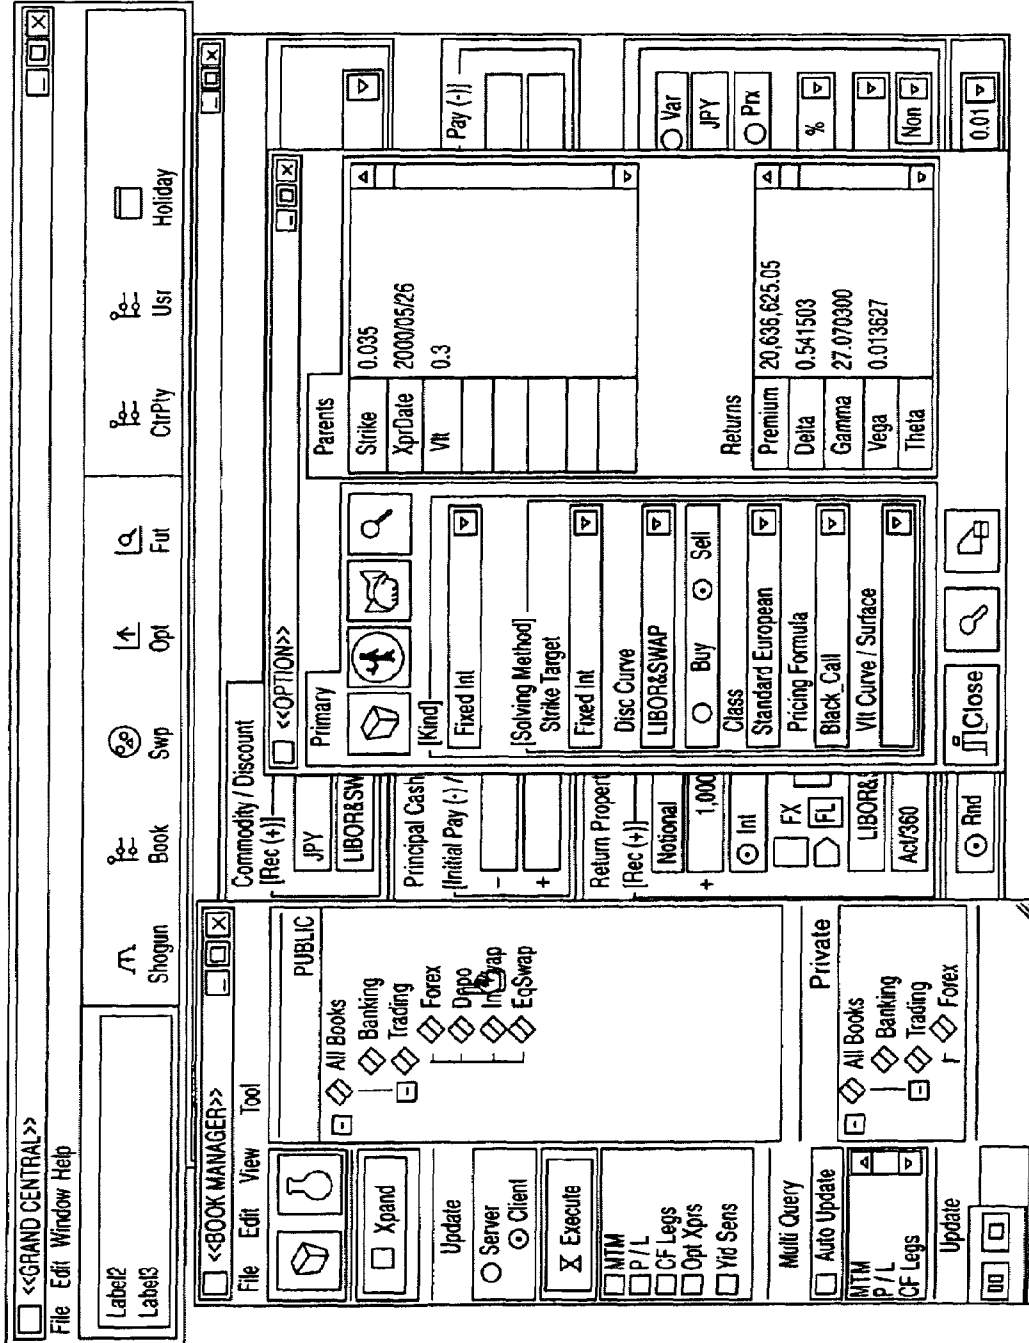 <<GRAND CENTRAL>>
File Edit Window Help
Label2
Label3
Shogun Book Swp Opt Fut CtrPty Usr Holiday
<<BOOK MANAGER>>
File Edit View Tool
Xpand
Update
Server
Client
Execute
MTM
P / L
CF Legs
Opt Xprs
Yld Sens
Multi Query
Auto Update
MTM
P / L
CF Legs
Update
PUBLIC
All Books
Banking
Trading
Forex
EqSwap
Private
All Books
Banking
Trading
Forex
Commodity / Discount
[Rec (+)]
JPY
LIBOR&SW
Principal Cash
[Initial Pay (-) /
-
+
Return Propert
[Rec (+)]
Notional
+ 1,000
Int
FX
FL
LIBOR&S
Act/360
Rnd
<<OPTION>>
Primary
[Kind]
Fixed Int
[Solving Method]
Strike Target
Fixed Int
Disc Curve
LIBOR&SWAP
Buy Sell
Class
Standard European
Pricing Formula
Black_Call
Vlt Curve / Surface
Close
Parents
Strike 0.035
XprDate 2000/05/26
Vlt 0.3
Returns
Premium 20,636,625.05
Delta 0.541503
Gamma 27.070300
Vega 0.013627
Theta
Pay (-)]
Var
JPY
Prx
%
Non
0.01